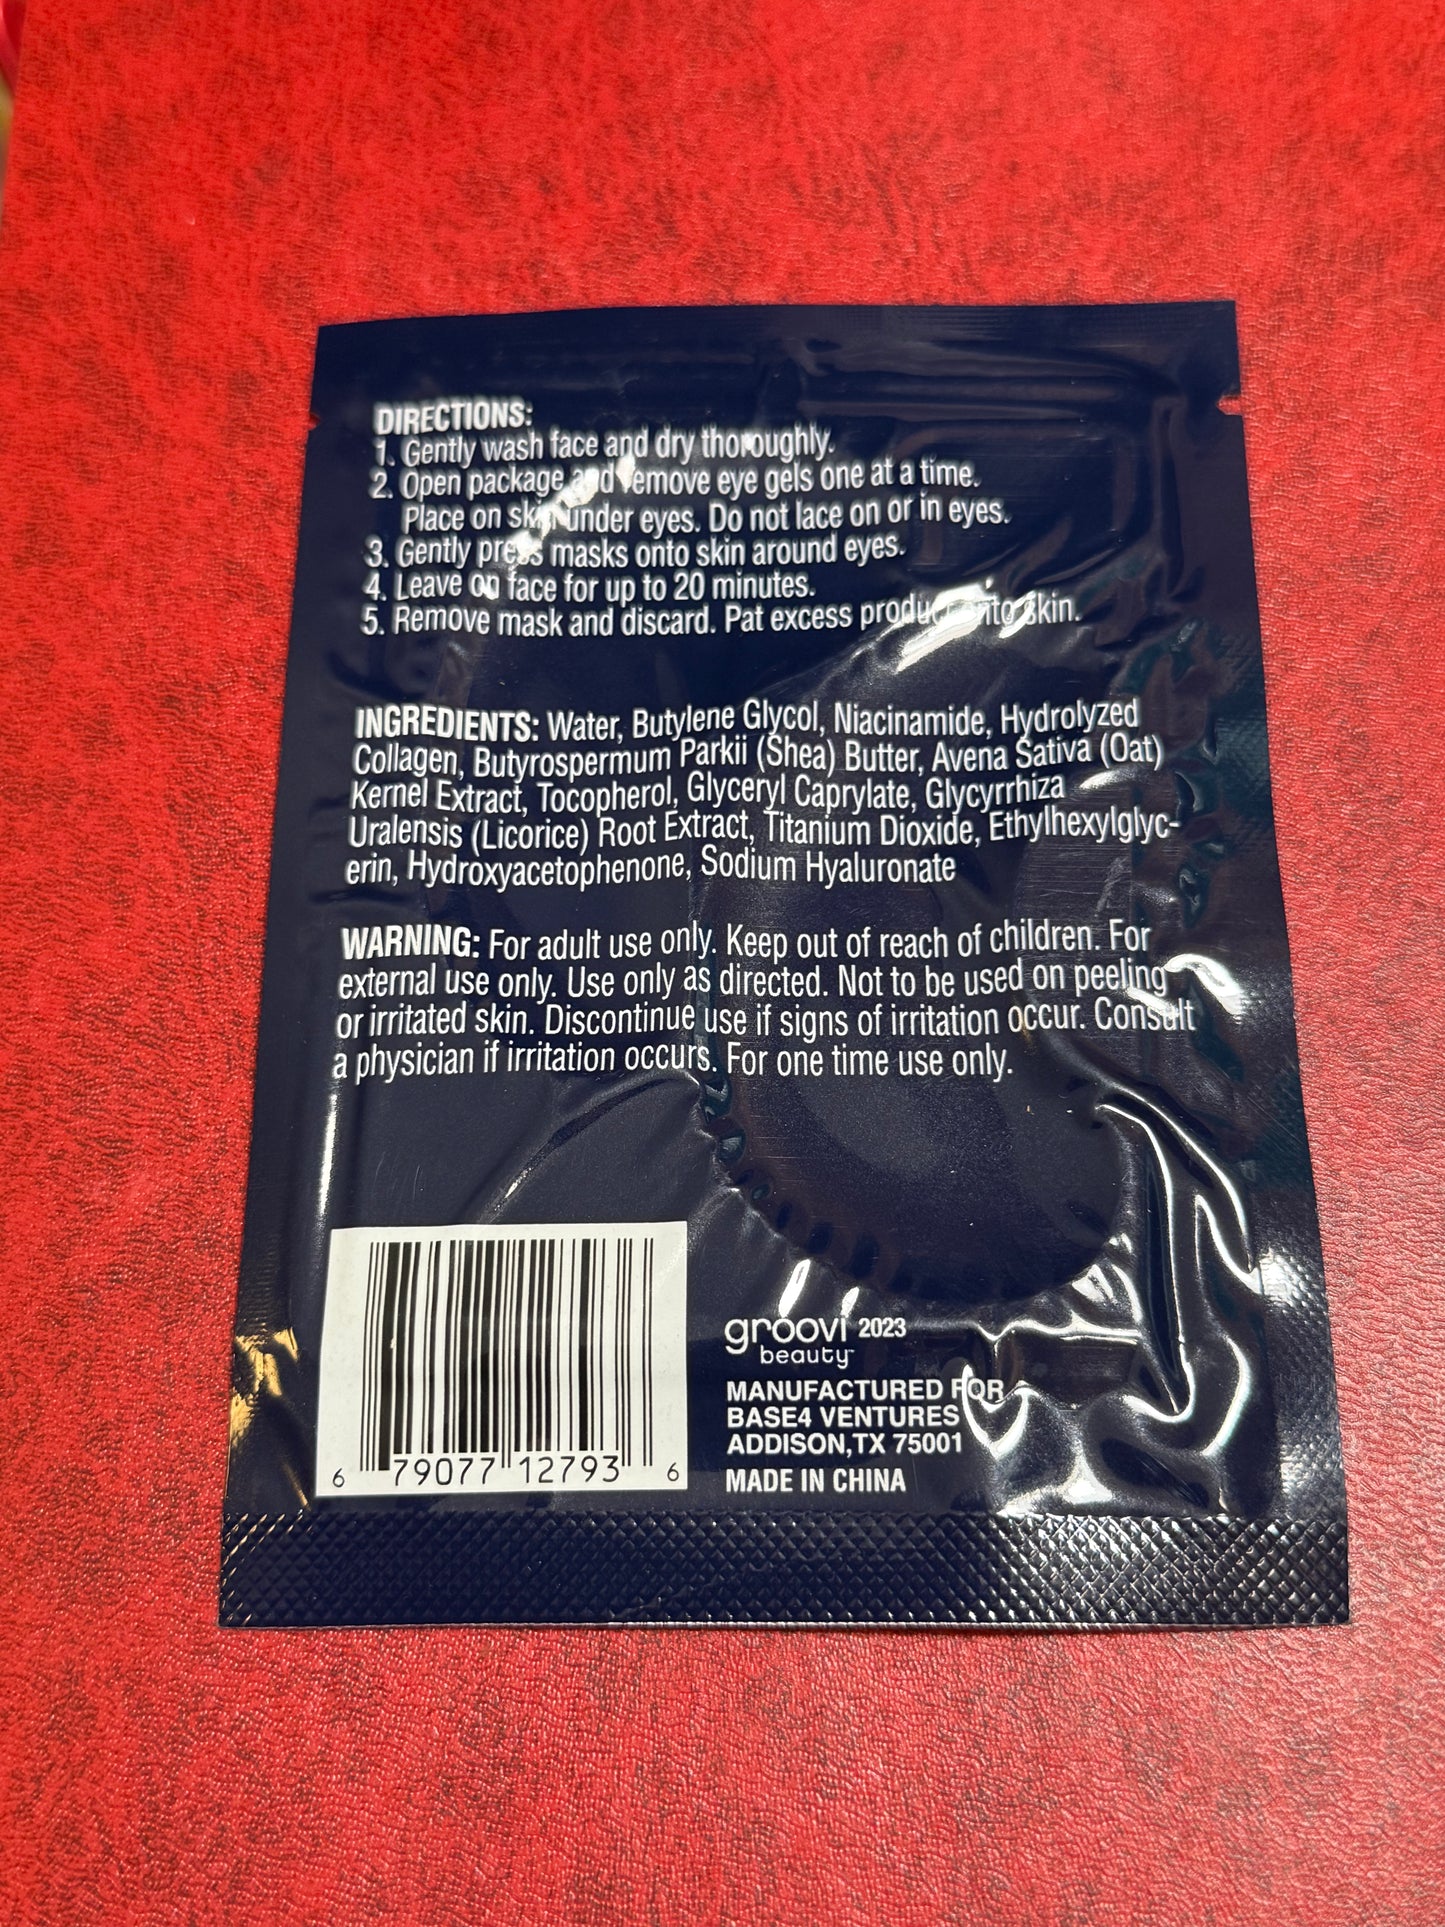 DIRECTIONS:
1. Gently wash face and dry thoroughly.
2. Open package and remove eye gels one at a time.
Place on skin under eyes. Do not lace on or in eyes.
3. Gently press masks onto skin around eyes.
4. Leave on face for up to 20 minutes.
5. Remove mask and discard. Pat excess product onto skin.
INGREDIENTS: Water, Butylene Glycol, Niacinamide, Hydrolyzed
Collagen, Butyrospermum Parkii (Shea) Butter, Avena Sativa (Oat)
Kernel Extract, Tocopherol, Glyceryl Caprylate, Glycyrrhiza
Uralensis (Licorice) Root Extract, Titanium Dioxide, Ethylhexylglyc-
erin, Hydroxyacetophenone, Sodium Hyaluronate
WARNING: For adult use only. Keep out of reach of children. For
external use only. Use only as directed. Not to be used on peeling
or irritated skin. Discontinue use if signs of irritation occur. Consult
a physician if irritation occurs. For one time use only.
groovi 2023
beauty™
MANUFACTURED FOR
BASE4 VENTURES
ADDISON,TX 75001
MADE IN CHINA
6 79077 12793 6